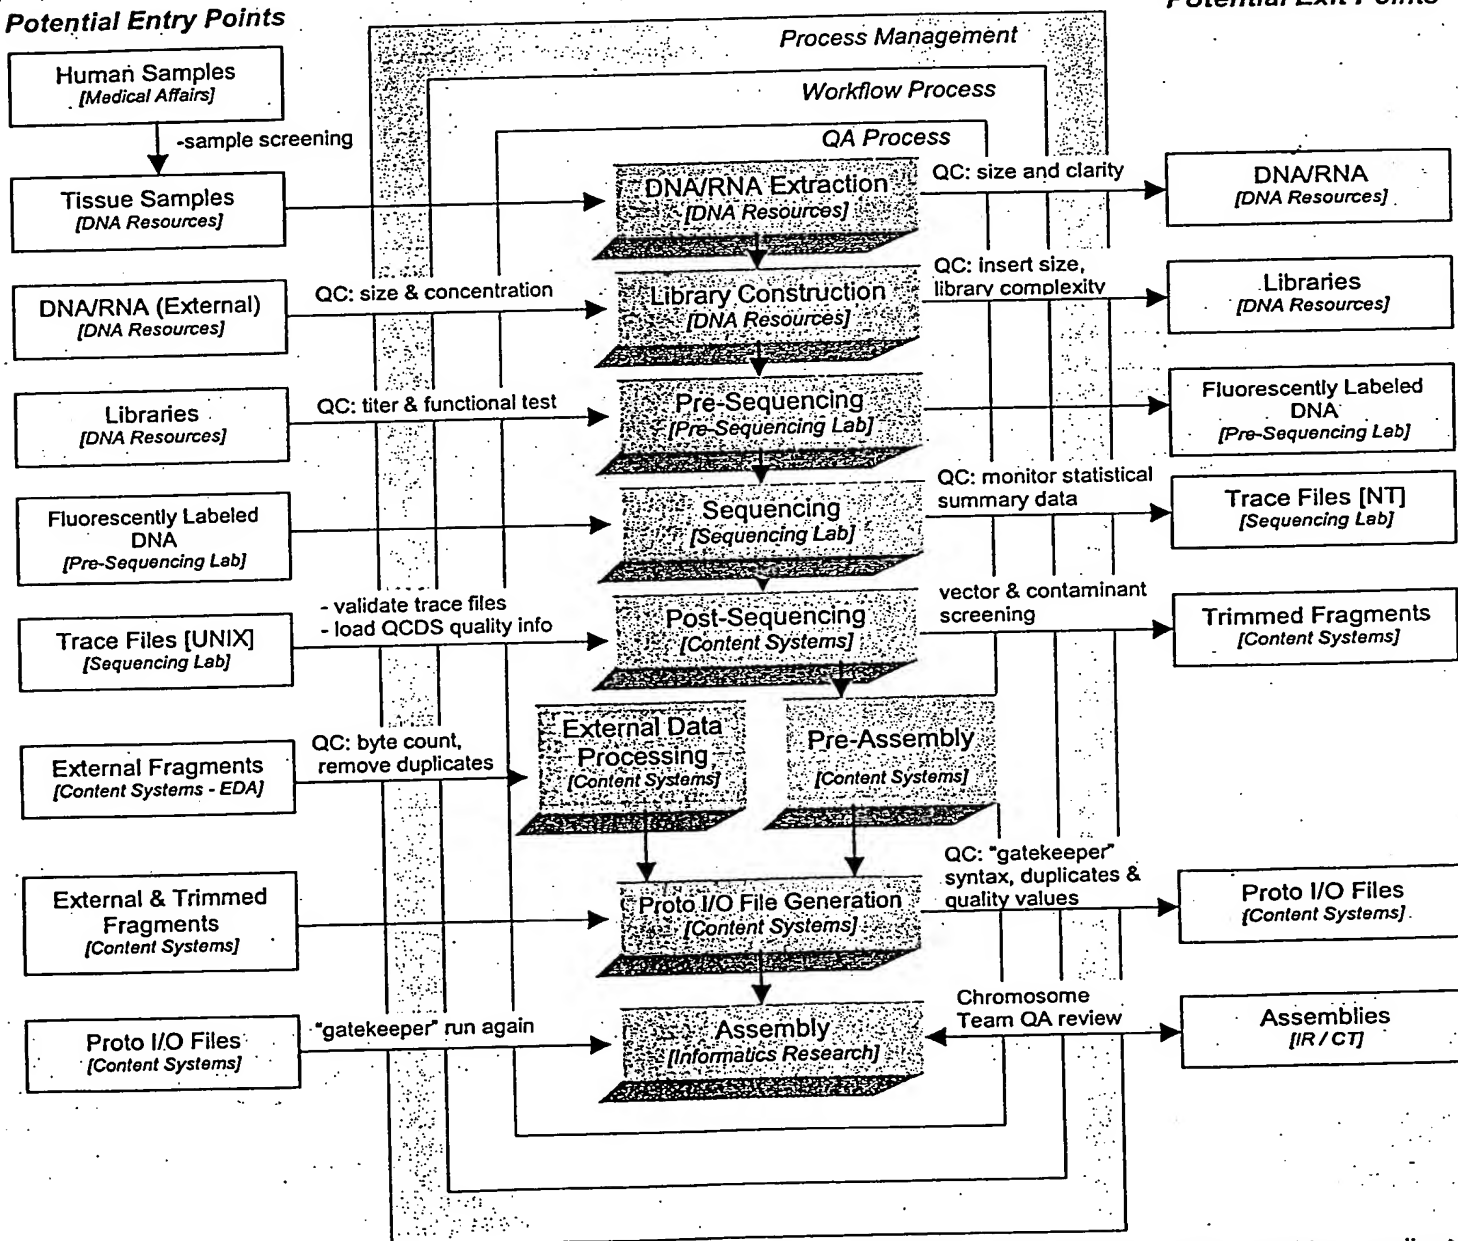 Potential Entry Points
Potential Exit Points
Process Management
Human Samples
[Medical Affairs]
Workflow Process
-sample screening
QA Process
Tissue Samples
[DNA Resources]
DNA/RNA Extraction
[DNA Resources]
QC: size and clarity
DNA/RNA
[DNA Resources]
DNA/RNA (External)
[DNA Resources]
QC: size & concentration
Library Construction
[DNA Resources]
QC: insert size,
library complexity
Libraries
[DNA Resources]
Libraries
[DNA Resources]
QC: titer & functional test
Pre-Sequencing
[Pre-Sequencing Lab]
Fluorescently Labeled
DNA
[Pre-Sequencing Lab]
Fluorescently Labeled
DNA
[Pre-Sequencing Lab]
Sequencing
[Sequencing Lab]
QC: monitor statistical
summary data
Trace Files [NT]
[Sequencing Lab]
Trace Files [UNIX]
[Sequencing Lab]
- validate trace files
- load QCDS quality info
Post-Sequencing
[Content Systems]
vector & contaminant
screening
Trimmed Fragments
[Content Systems]
External Fragments
[Content Systems - EDA]
QC: byte count,
remove duplicates
External Data
Processing
[Content Systems]
Pre-Assembly
[Content Systems]
External & Trimmed
Fragments
[Content Systems]
Proto I/O File Generation
[Content Systems]
QC: "gatekeeper"
syntax, duplicates &
quality values
Proto I/O Files
[Content Systems]
Proto I/O Files
[Content Systems]
"gatekeeper" run again
Assembly
[Informatics Research]
Chromosome
Team QA review
Assemblies
[IR / CT]